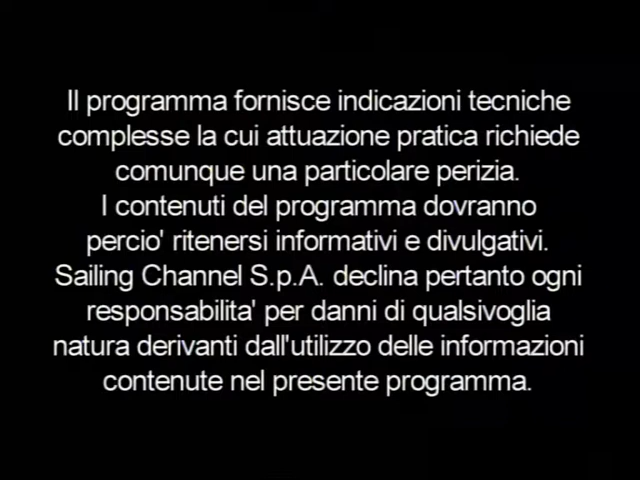 Il programma fornisce indicazioni tecniche
complesse la cui attuazione pratica richiede
comunque una particolare perizia.
I contenuti del programma dovranno
percio' ritenersi informativi e divulgativi.
Sailing Channel S.p.A. declina pertanto ogni
responsabilita' per danni di qualsivoglia
natura derivanti dall'utilizzo delle informazioni
contenute nel presente programma.